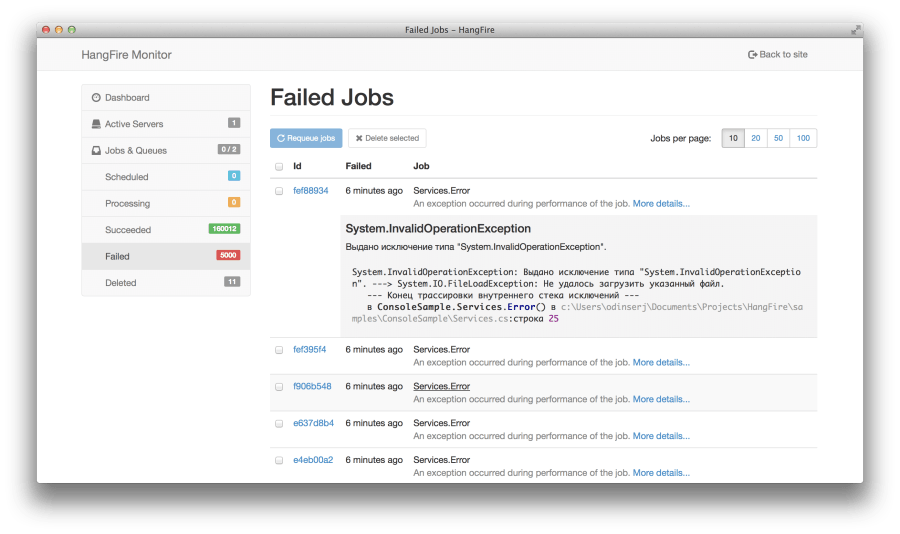 Failed Jobs – HangFire
HangFire Monitor
Back to site
Dashboard
Active Servers 1
Jobs & Queues 0 / 2
Scheduled 0
Processing 0
Succeeded 160012
Failed 5000
Deleted 11
Failed Jobs
Requeue jobs
Delete selected
Jobs per page: 10 20 50 100
Id Failed Job
fef88934 6 minutes ago Services.Error
An exception occurred during performance of the job. More details...
System.InvalidOperationException
Выдано исключение типа "System.InvalidOperationException".
System.InvalidOperationException: Выдано исключение типа "System.InvalidOperationExceptio
n". ---> System.IO.FileLoadException: Не удалось загрузить указанный файл.
--- Конец трассировки внутреннего стека исключений ---
в ConsoleSample.Services.Error() в c:\Users\odinserj\Documents\Projects\HangFire\sa
mples\ConsoleSample\Services.cs:строка 25
fef395f4 6 minutes ago Services.Error
An exception occurred during performance of the job. More details...
f906b548 6 minutes ago Services.Error
An exception occurred during performance of the job. More details...
e637d8b4 6 minutes ago Services.Error
An exception occurred during performance of the job. More details...
e4eb00a2 6 minutes ago Services.Error
An exception occurred during performance of the job. More details...